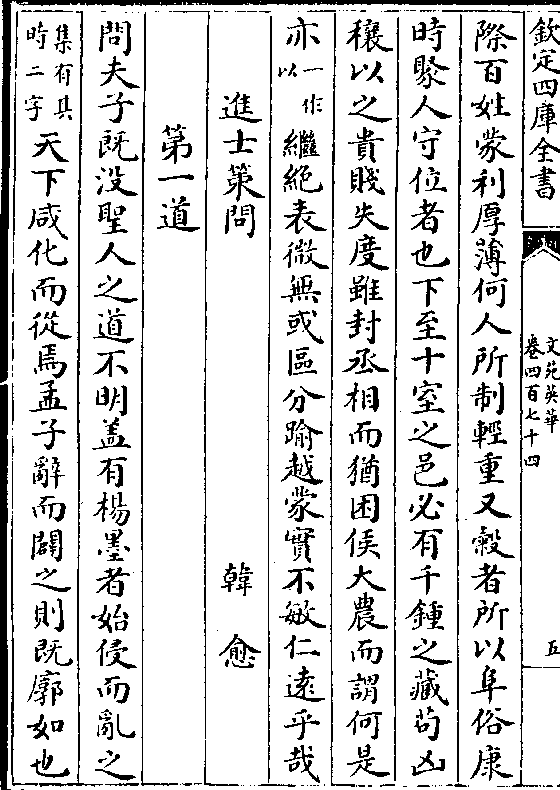 欽定四庫全書
文苑英華
卷四百七十四
五
際百姓蒙利厚薄何人所制輕重又穀者所以阜俗康
時聚人守位者也下至十室之邑必有千鍾之藏茍凶
穰以之貴賤失度雖封丞相而猶困侯大農而謂何是
亦一作以繼絶表微無或區分踰越蒙實不敏仁遠乎哉
進士策問 韓愈
第一道
問夫子既没聖人之道不明盖有楊墨者始侵而亂之
集有其時二字天下咸化而從焉孟子辭而闢之則既廓如也